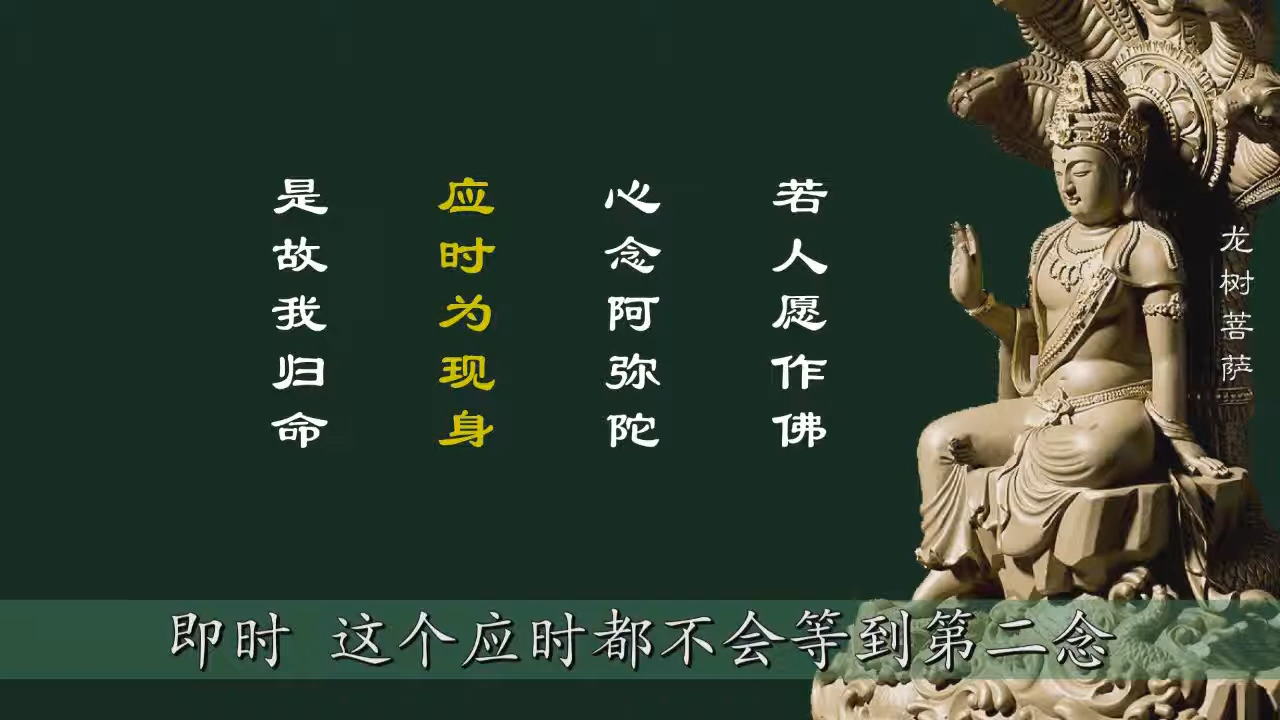 若人愿作佛
心念阿弥陀
应时为现身
是故我归命
龙树菩萨
即时 这个应时都不会等到第二念